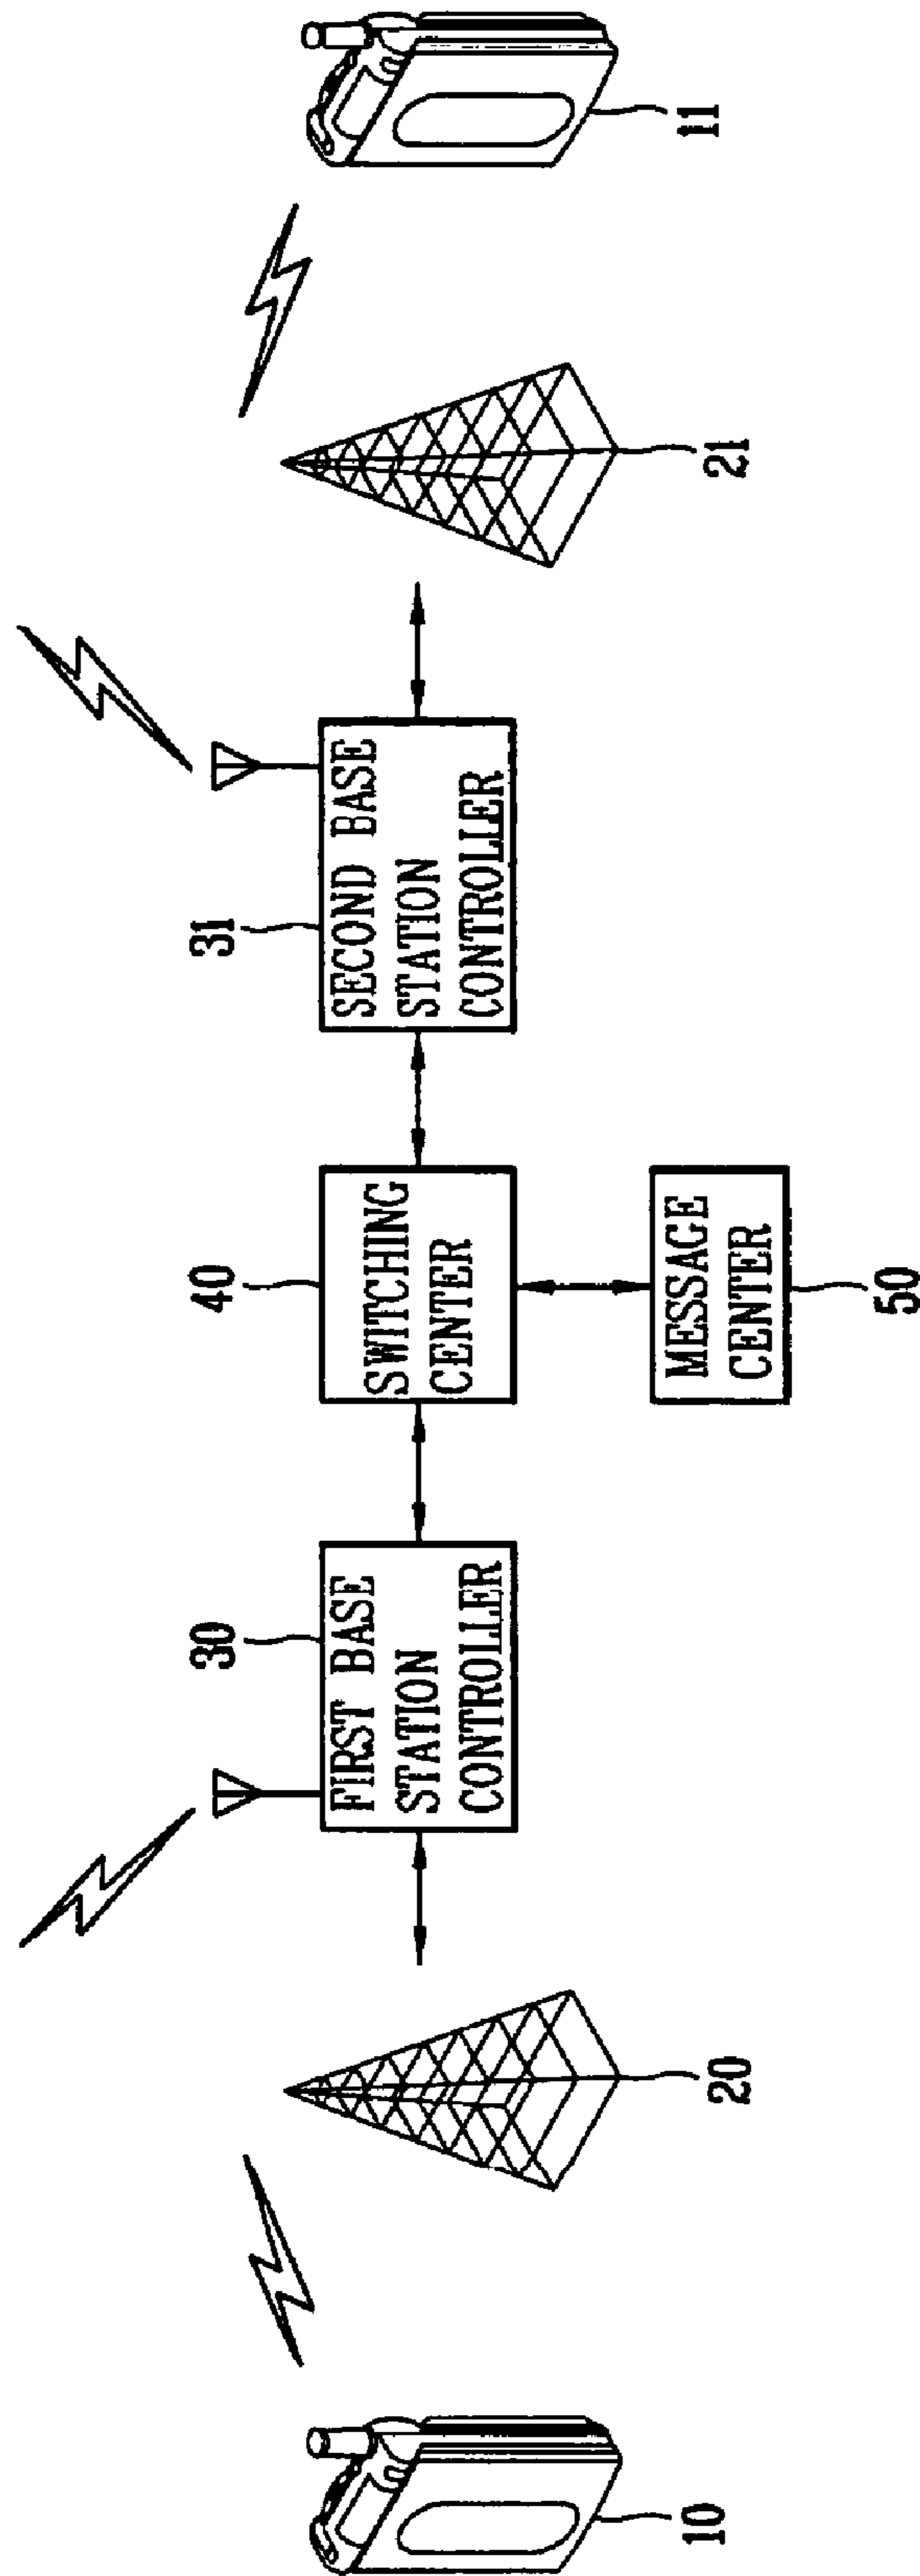 30
40
31
FIRST BASE
STATION
CONTROLLER
SWITCHING
CENTER
SECOND BASE
STATION
CONTROLLER
MESSAGE
CENTER
10
20
50
21
11